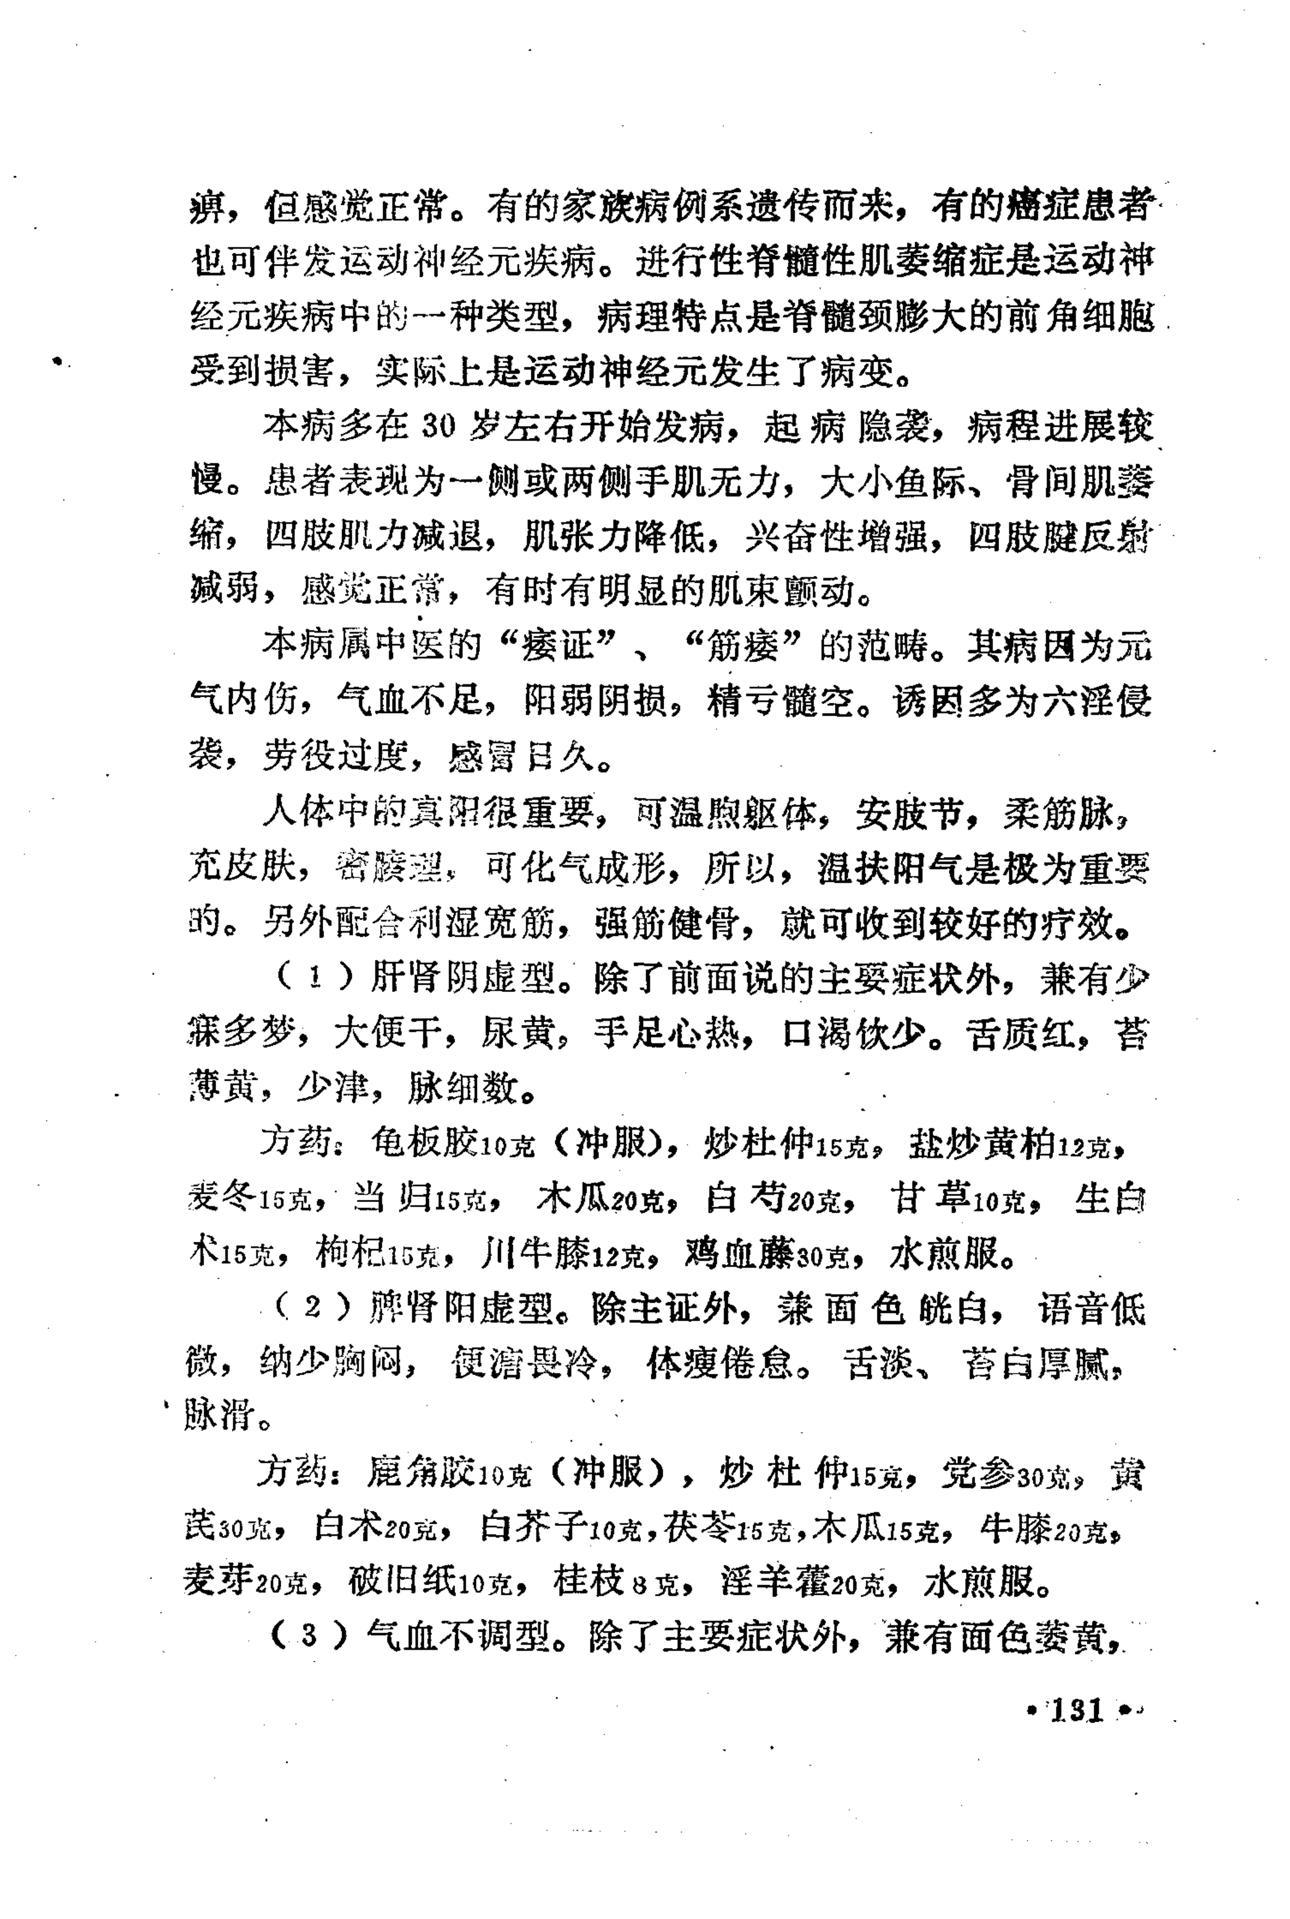 痹，但感觉正常。有的家族病例系遗传而来，有的癌症患者
也可伴发运动神经元疾病。进行性脊髓性肌萎缩症是运动神
经元疾病中的一种类型，病理特点是脊髓颈膨大的前角细胞
受到损害，实际上是运动神经元发生了病变。
本病多在30岁左右开始发病，起病隐袭，病程进展较
慢。患者表现为一侧或两侧手肌无力，大小鱼际、骨间肌萎
缩，四肢肌力减退，肌张力降低，兴奋性增强，四肢腱反射
减弱，感觉正常，有时有明显的肌束颤动。
本病属中医的“痿证”、“筋痿”的范畴。其病因为元
气内伤，气血不足，阳弱阴损，精亏髓空。诱因多为六淫侵
袭，劳役过度，感冒日久。
人体中的真阳很重要，可温煦躯体，安肢节，柔筋脉，
充皮肤，密腠理，可化气成形，所以，温扶阳气是极为重要
的。另外配合利湿宽筋，强筋健骨，就可收到较好的疗效。
（1）肝肾阴虚型。除了前面说的主要症状外，兼有少
寐多梦，大便干，尿黄，手足心热，口渴饮少。舌质红，苔
薄黄，少津，脉细数。
方药：龟板胶10克（冲服），炒杜仲15克，盐炒黄柏12克，
麦冬15克，当归15克，木瓜20克，白芍20克，甘草10克，生白
术15克，枸杞15克，川牛膝12克，鸡血藤30克，水煎服。
（2）脾肾阳虚型。除主证外，兼面色㿠白，语音低
微，纳少胸闷，便溏畏冷，体瘦倦怠。舌淡、苔白厚腻，
脉滑。
方药：鹿角胶10克（冲服），炒杜仲15克，党参30克，黄
芪30克，白术20克，白芥子10克，茯苓15克，木瓜15克，牛膝20克，
麦芽20克，破旧纸10克，桂枝8克，淫羊藿20克，水煎服。
（3）气血不调型。除了主要症状外，兼有面色萎黄，
•131•